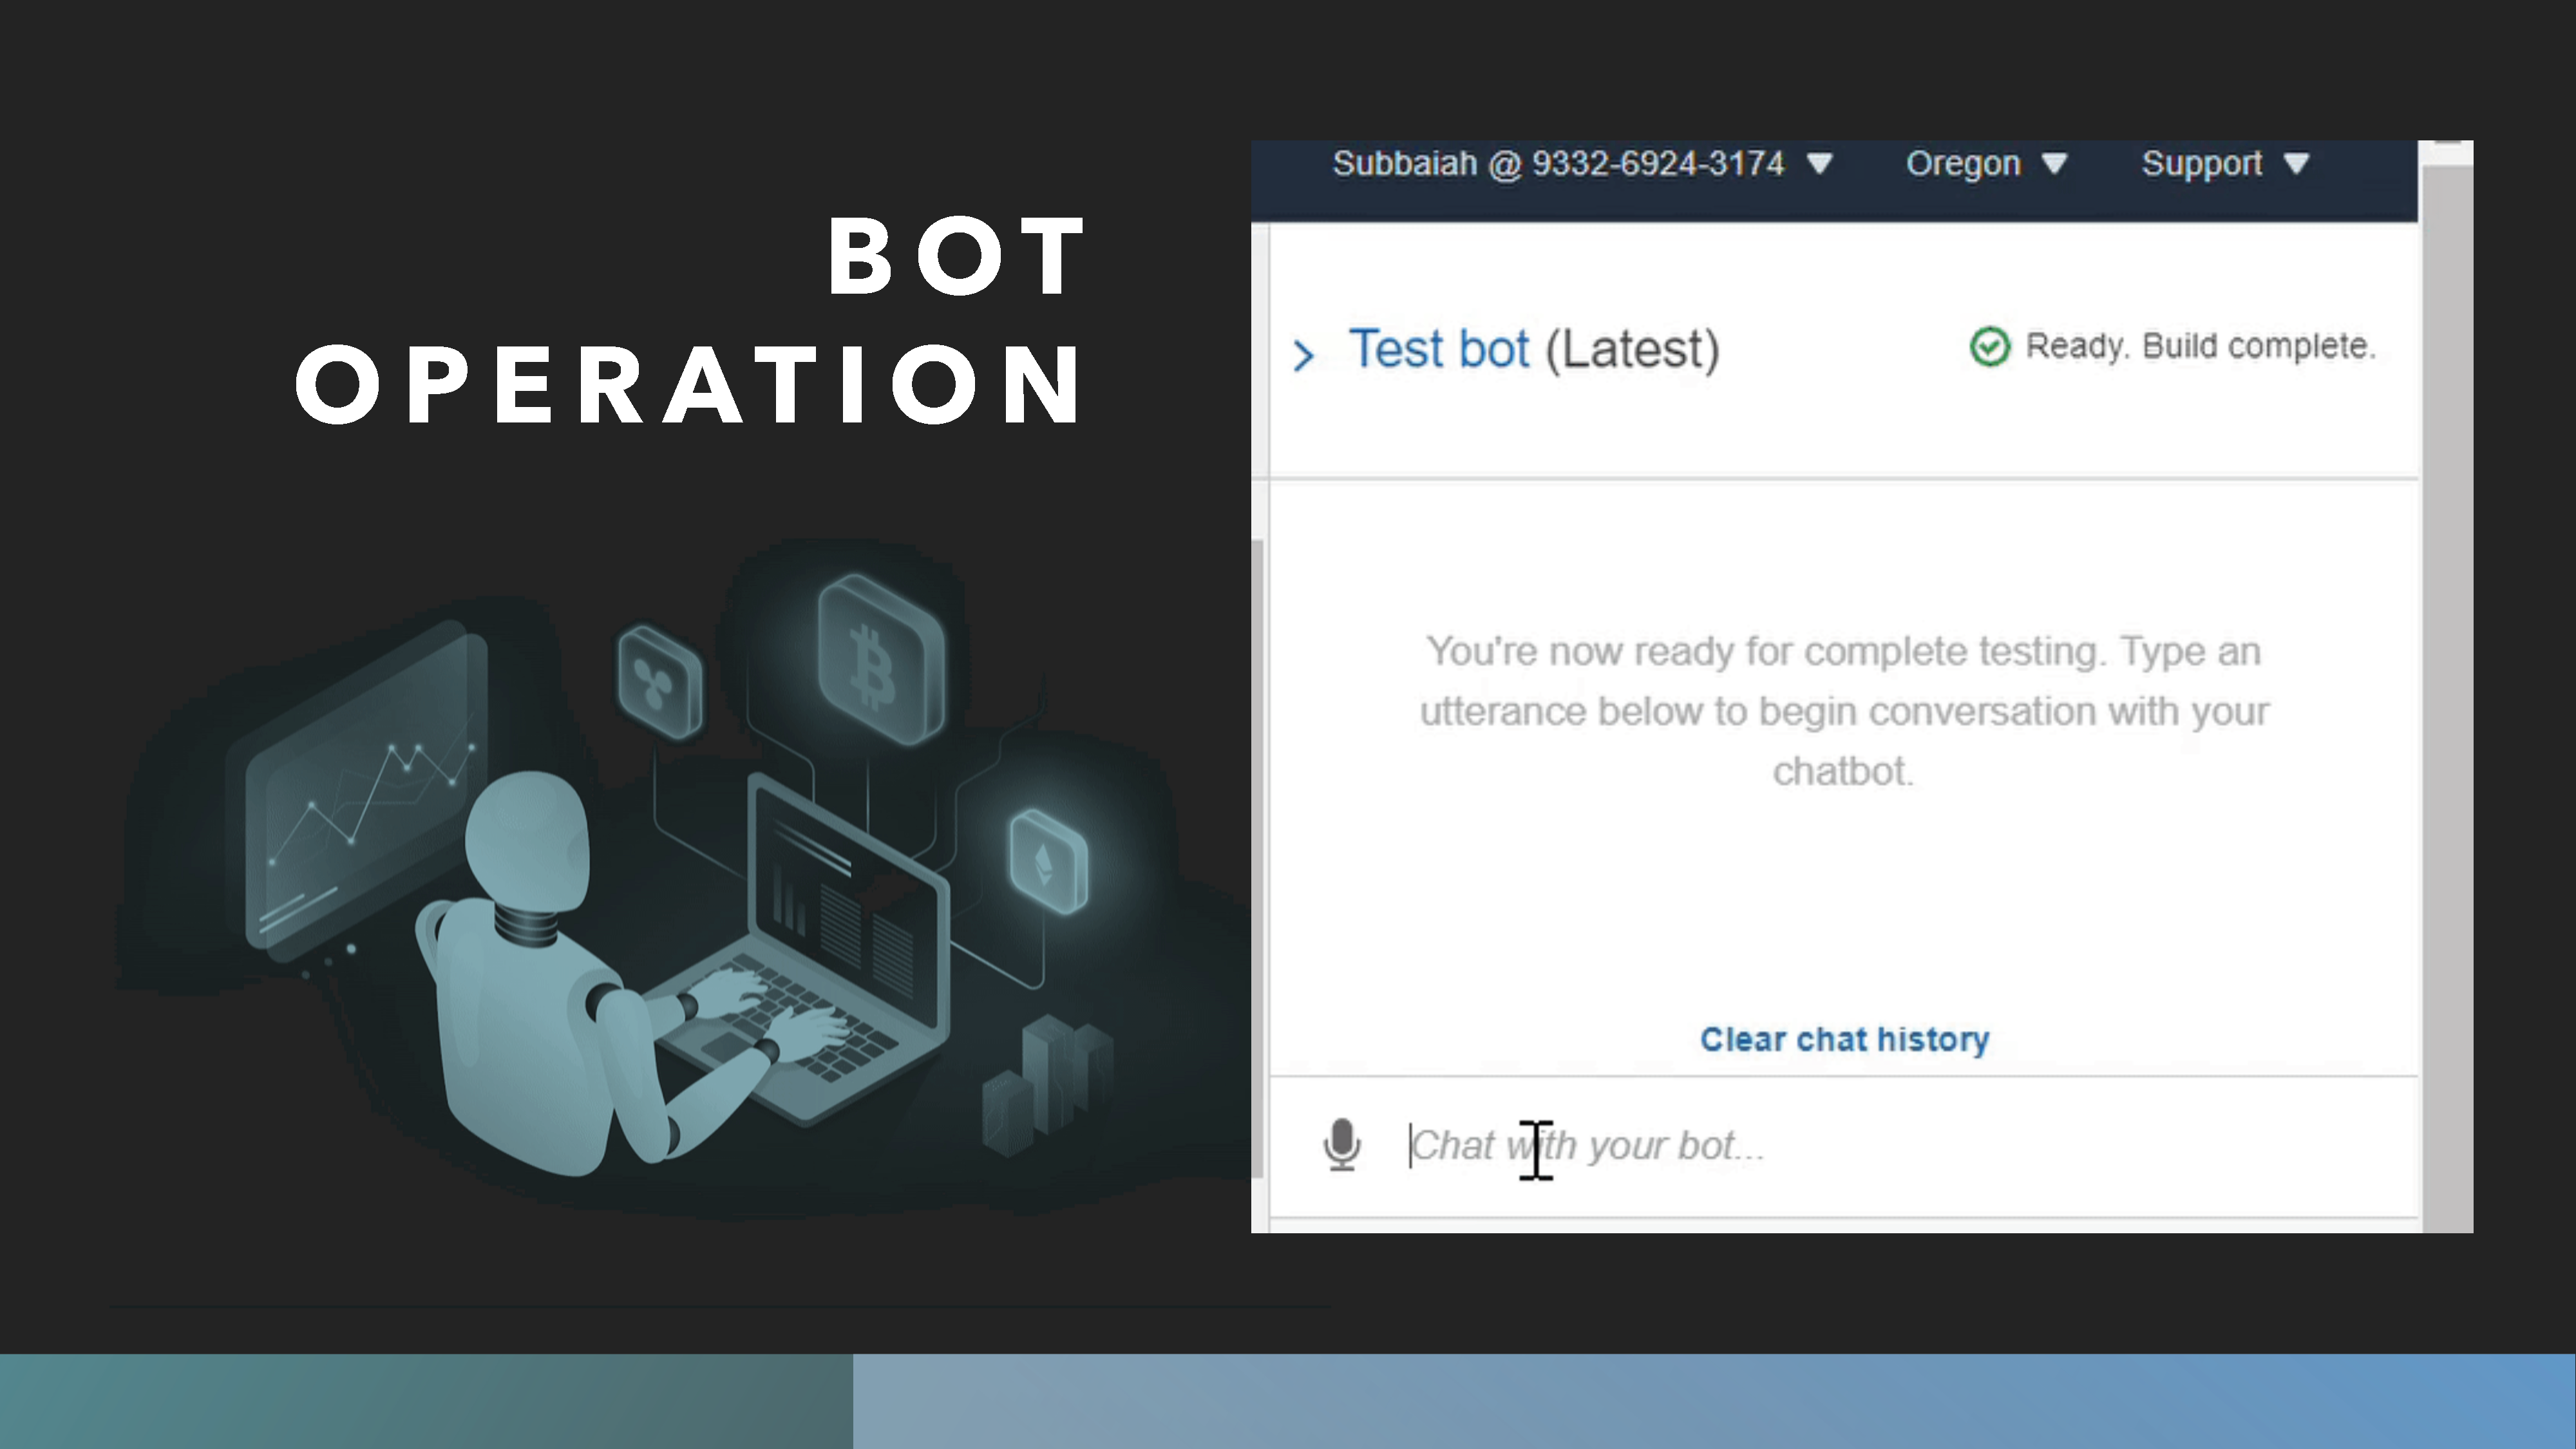 BOT
OPERATION
Subbaiah @ 9332-6924-3174
Oregon
Support
Test bot (Latest)
Ready. Build complete.
You're now ready for complete testing. Type an
utterance below to begin conversation with your
chatbot.
Clear chat history
Chat with your bot...